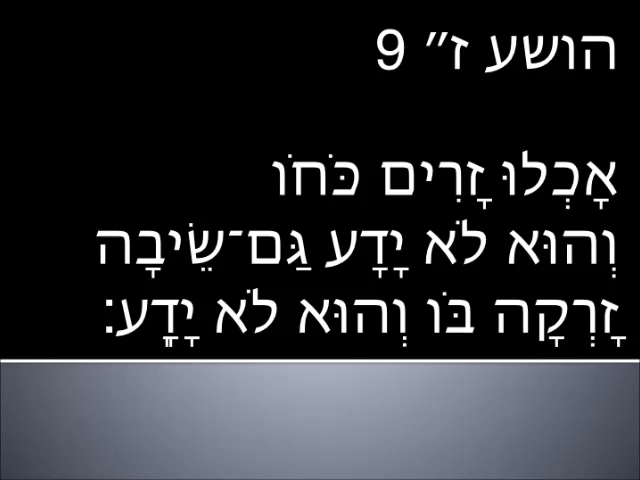 הושע ז״ 9
אָכְלוּ זָרִים כֹּחוֹ
וְהוּא לֹא יָדָע גַּם־שֵׂיבָה
זָרְקָה בּוֹ וְהוּא לֹא יָדָֽע׃